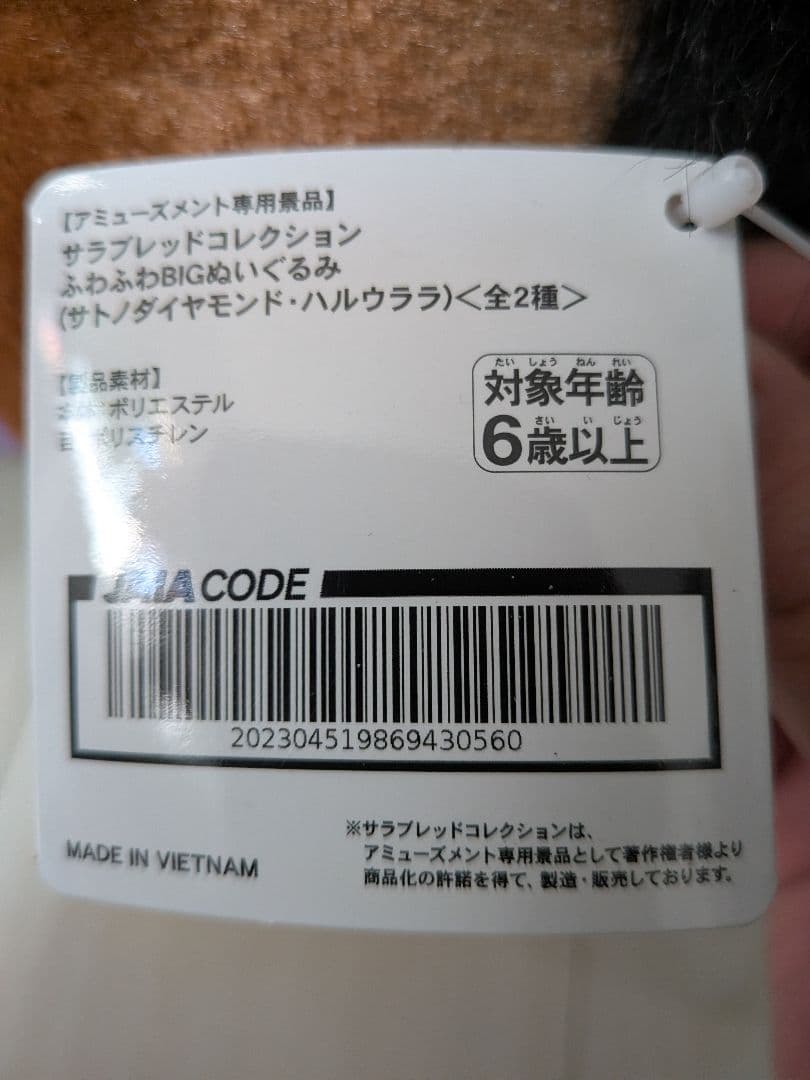 【アミューズメント専用景品】
サラブレッドコレクション
ふわふわBIGぬいぐるみ
(サトノダイヤモンド・ハルウララ)<全2種>
【製品素材】
ポリエステル
ポリスチレン
たいしょうねんれい
対象年齢
さいいじょう
6歳以上
JAIA CODE
202304519869430560
MADE IN VIETNAM
※サラブレッドコレクションは、
アミューズメント専用景品として著作権者様より
商品化の許諾を得て、製造・販売しております。